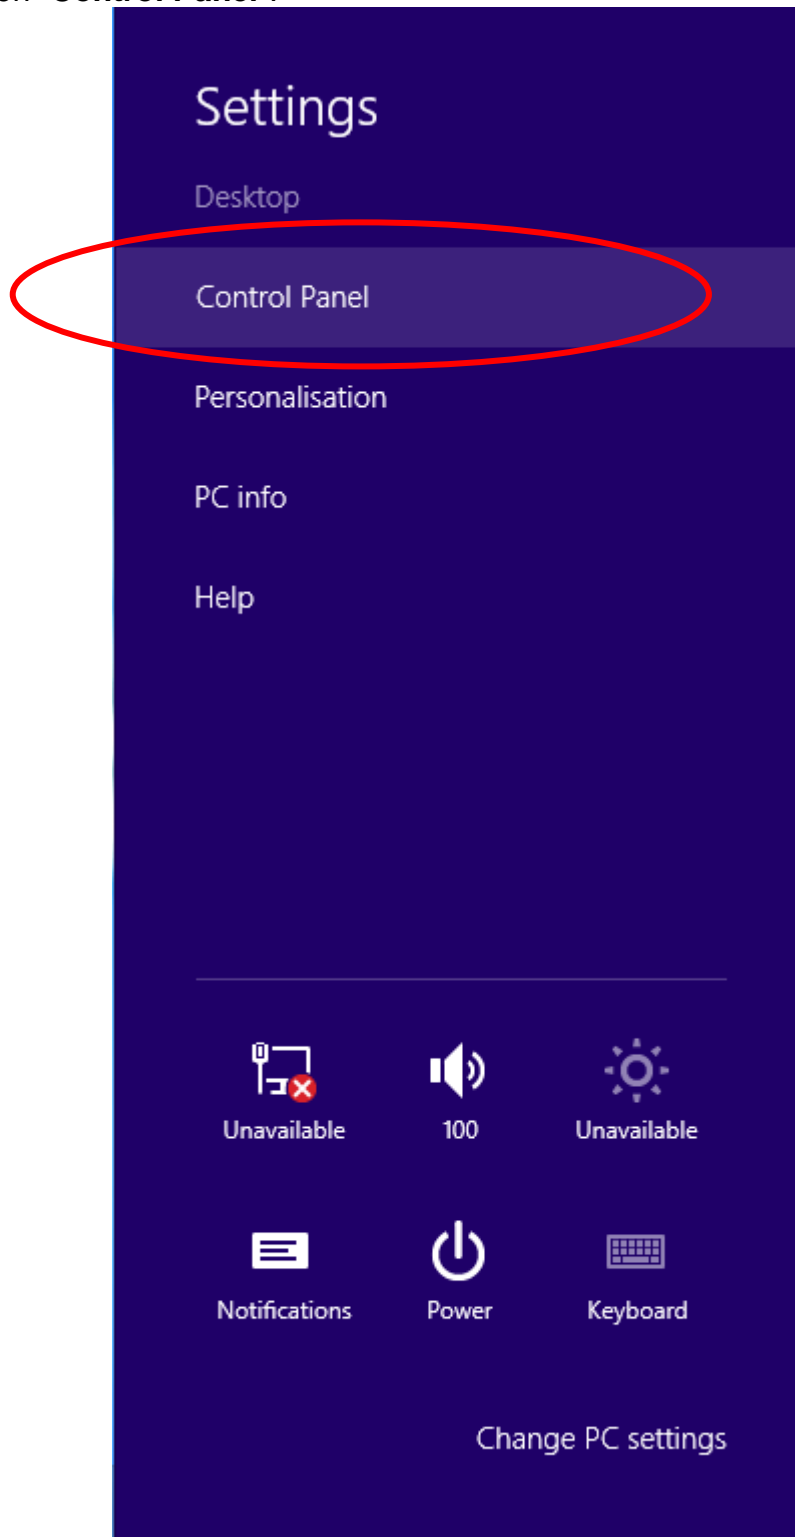 Settings
Desktop
Control Panel
Personalisation
PC info
Help
Unavailable
100
Unavailable
Notifications
Power
Keyboard
Change PC settings